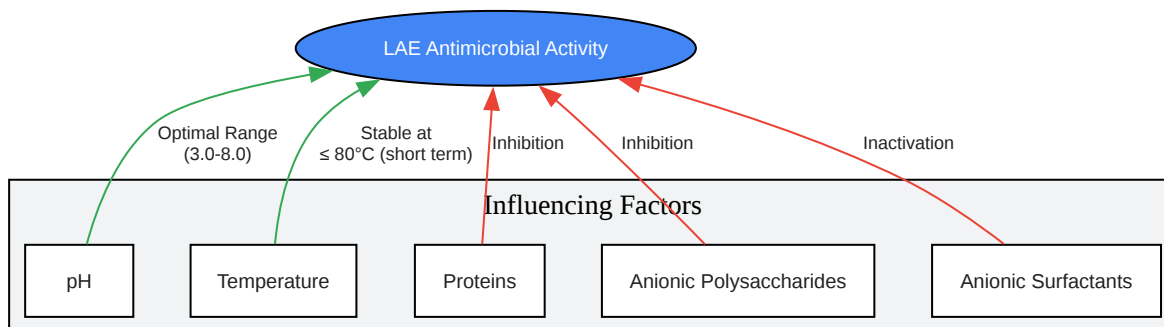 LAE Antimicrobial Activity
Optimal Range
(3.0-8.0)
Stable at
≤ 80°C (short term)
Inhibition
Inhibition
Inactivation
Influencing Factors
pH
Temperature
Proteins
Anionic Polysaccharides
Anionic Surfactants